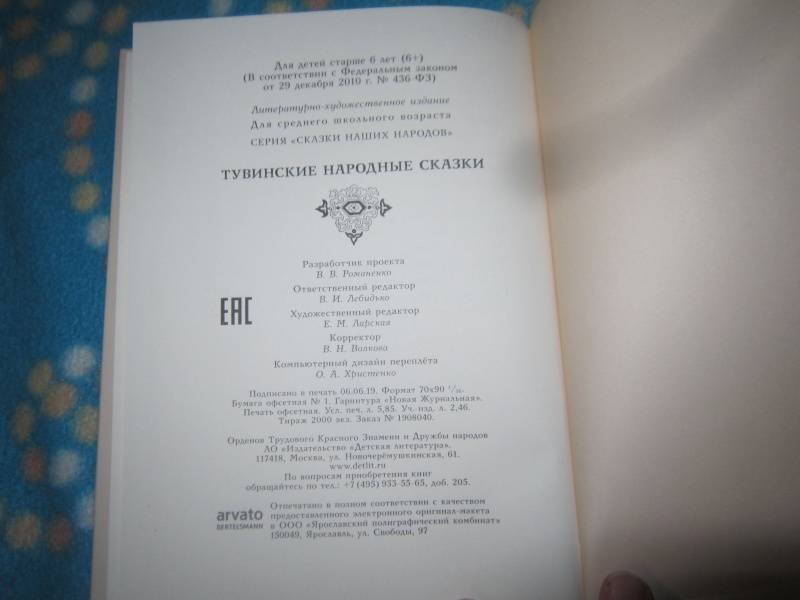 Для детей старше 6 лет (6+)
(В соответствии с Федеральным законом
от 29 декабря 2010 г. № 436-ФЗ)
Литературно-художественное издание
Для среднего школьного возраста
СЕРИЯ «СКАЗКИ НАШИХ НАРОДОВ»
ТУВИНСКИЕ НАРОДНЫЕ СКАЗКИ
Разработчик проекта
В. В. Романенко
Ответственный редактор
В. И. Лебидько
Художественный редактор
Е. М. Ларская
Корректор
В. Н. Волкова
Компьютерный дизайн переплёта
О. А. Христенко
EAC
Подписано в печать 06.06.19. Формат 70х90 1/16.
Бумага офсетная № 1. Гарнитура «Новая Журнальная».
Печать офсетная. Усл. печ. л. 5,85. Уч.-изд. л. 2,46.
Тираж 2000 экз. Заказ № 1908040.
Орденов Трудового Красного Знамени и Дружбы народов
АО «Издательство «Детская литература».
117418, Москва, ул. Новочерёмушкинская, 61.
www.detlit.ru
По вопросам приобретения книг
обращайтесь по тел.: +7 (495) 933-55-65, доб. 205.
arvato
BERTELSMANN
Отпечатано в полном соответствии с качеством
предоставленного электронного оригинал-макета
в ООО «Ярославский полиграфический комбинат»
150049, Ярославль, ул. Свободы, 97